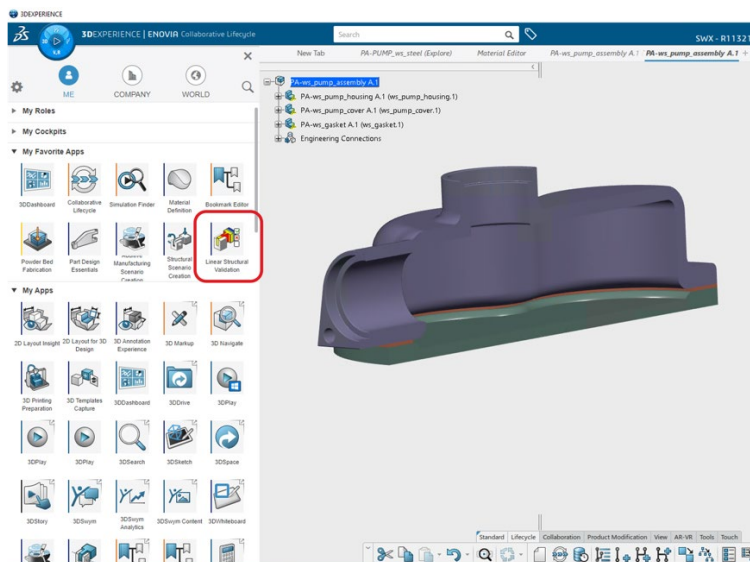 3DEXPERIENCE
3DEXPERIENCE | ENOVIA Collaborative Lifecycle
Search
SWX - R11321
New Tab
PA-PUMP_ws_steel (Explore)
Material Editor
PA-ws_pump_assembly A.1
PA-ws_pump_assembly A.1
ME
COMPANY
WORLD
My Roles
My Cockpits
My Favorite Apps
3DDashboard
Collaborative Lifecycle
Simulation Finder
Material Definition
Bookmark Editor
Powder Bed Fabrication
Part Design Essentials
Manufacturing Scenario Creation
Structural Scenario Creation
Linear Structural Validation
My Apps
2D Layout Insight
2D Layout for 3D Design
3D Annotation Experience
3D Markup
3D Navigate
3D Printing Preparation
3D Templates Capture
3DDashboard
3DDrive
3DPlay
3DPlay
3DPlay
3DSearch
3DSketch
3DSpace
3DStory
3DSwym
3DSwym Analytics
3DSwym Content
3DWhiteboard
PA-ws_pump_assembly A.1
PA-ws_pump_housing A.1 (ws_pump_housing.1)
PA-ws_pump_cover A.1 (ws_pump_cover.1)
PA-ws_gasket A.1 (ws_gasket.1)
Engineering Connections
Standard
Lifecycle
Collaboration
Product Modification
View
AR-VR
Tools
Touch